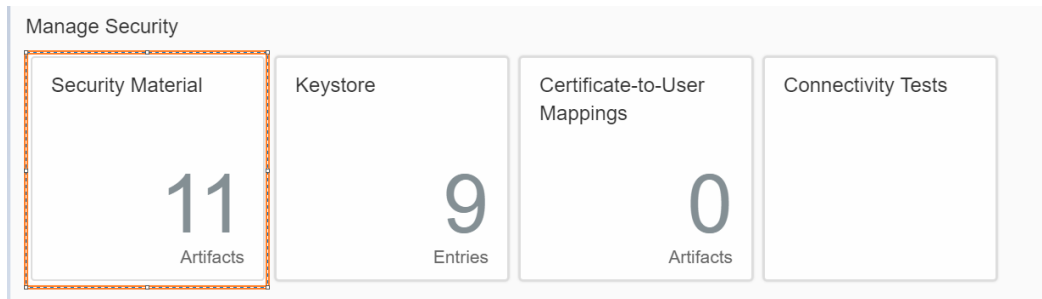 Manage Security
Security Material
11
Artifacts
Keystore
9
Entries
Certificate-to-User
Mappings
0
Artifacts
Connectivity Tests